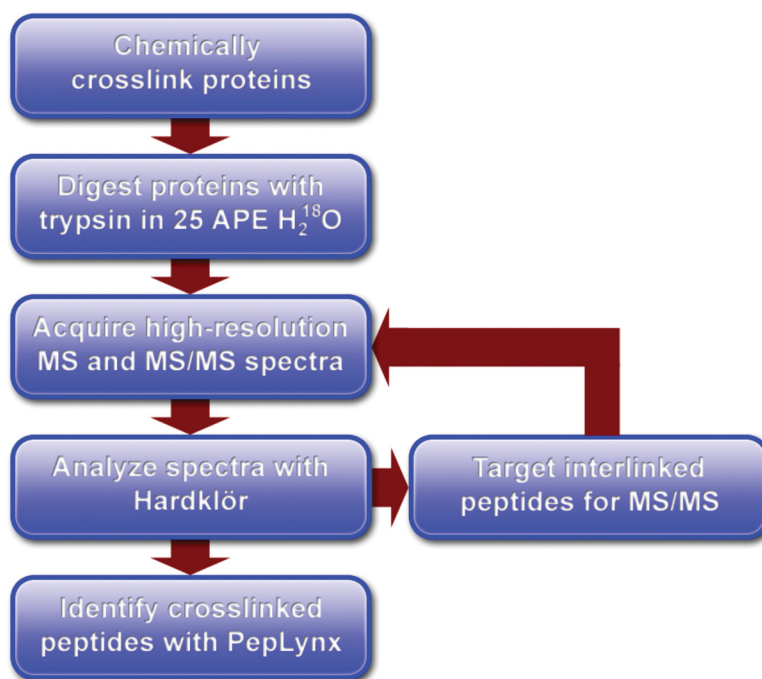 Chemically
crosslink proteins
Digest proteins with
trypsin in 25 APE H₂¹⁸O
Acquire high-resolution
MS and MS/MS spectra
Analyze spectra with
Hardklör
Target interlinked
peptides for MS/MS
Identify crosslinked
peptides with PepLynx